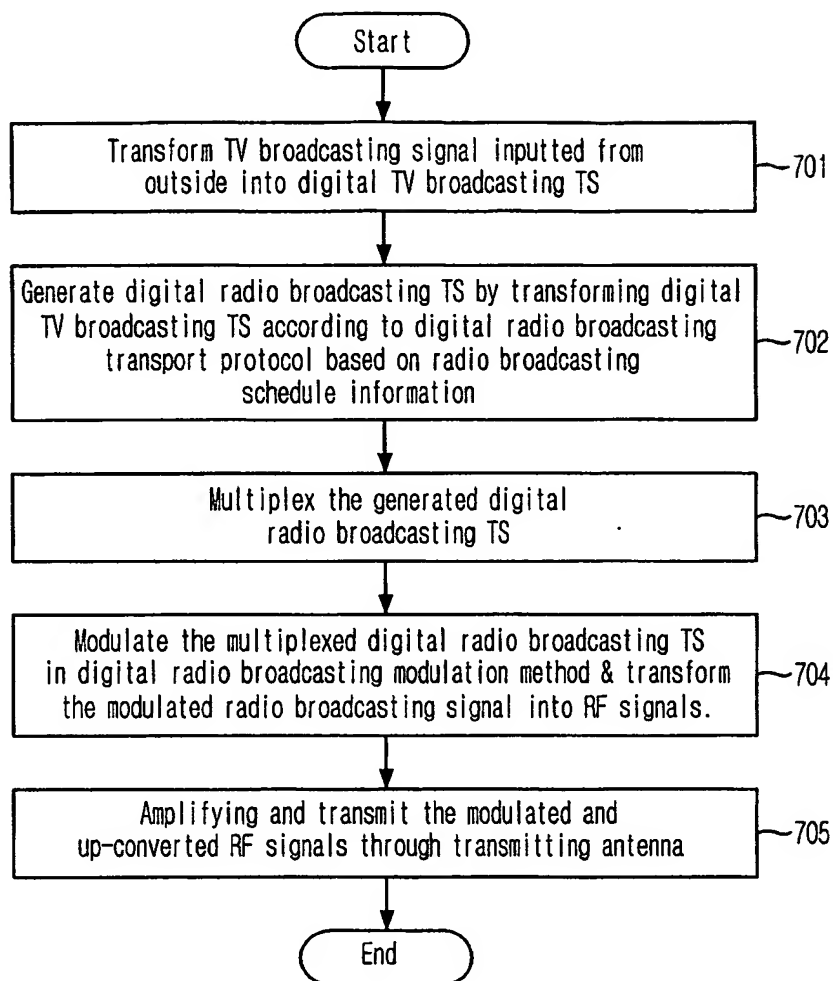 Start
Transform TV broadcasting signal inputted from
outside into digital TV broadcasting TS
701
Generate digital radio broadcasting TS by transforming digital
TV broadcasting TS according to digital radio broadcasting
transport protocol based on radio broadcasting
schedule information
702
Multiplex the generated digital
radio broadcasting TS
703
Modulate the multiplexed digital radio broadcasting TS
in digital radio broadcasting modulation method & transform
the modulated radio broadcasting signal into RF signals.
704
Amplifying and transmit the modulated and
up-converted RF signals through transmitting antenna
705
End